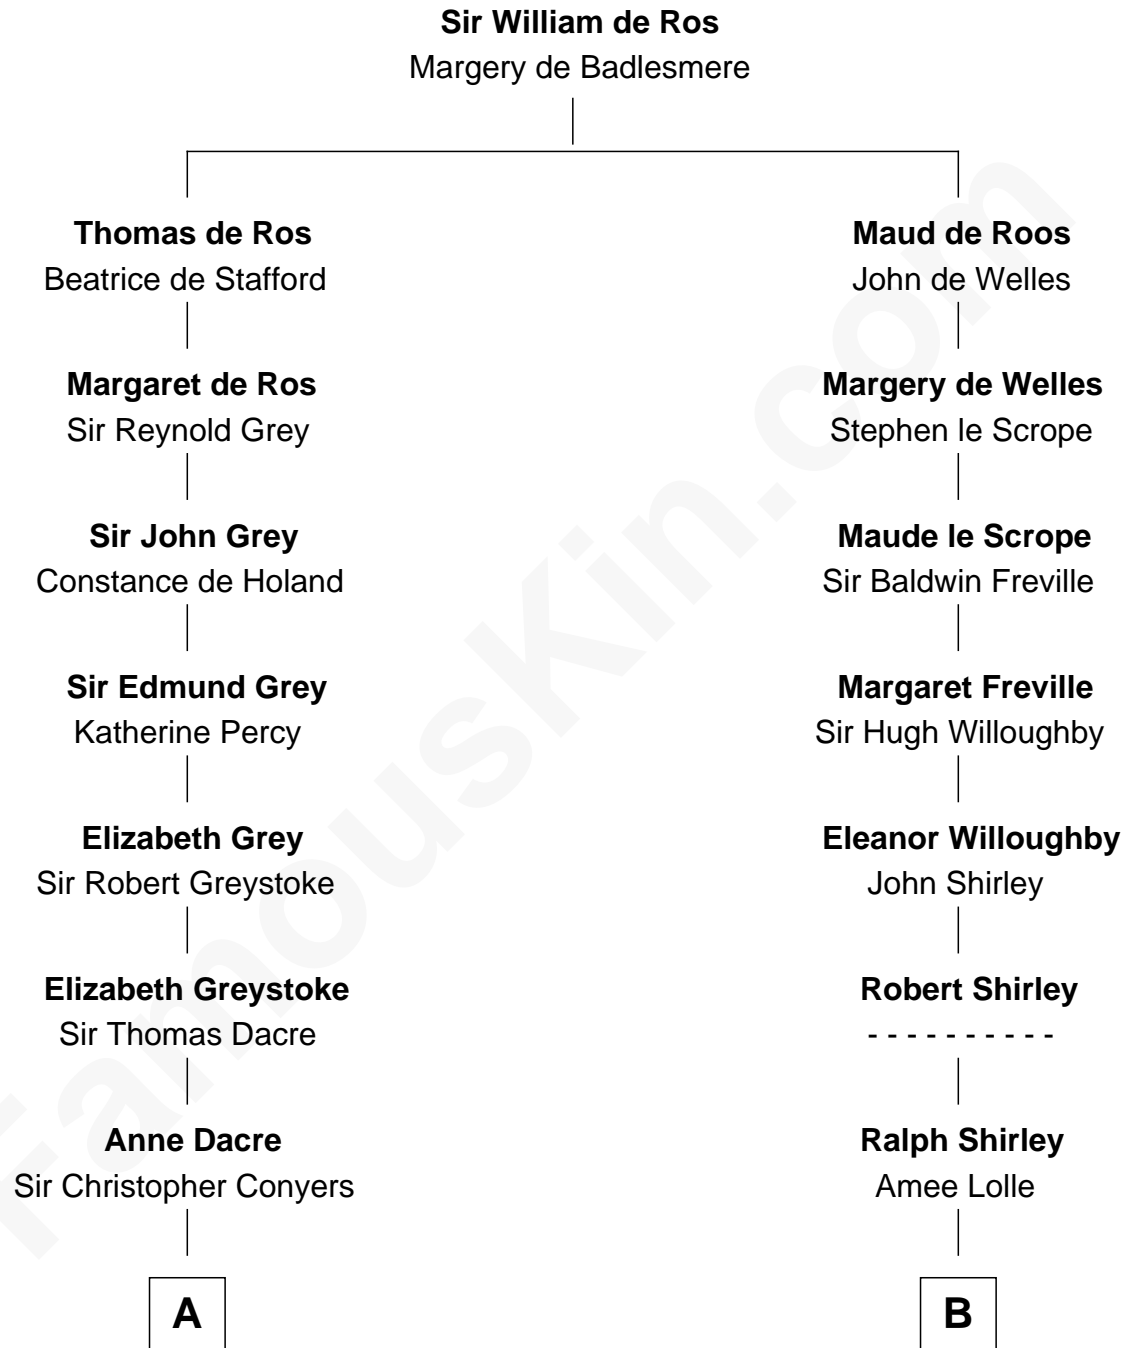 Sir William de Ros
Margery de Badlesmere
Thomas de Ros
Beatrice de Stafford
Margaret de Ros
Sir Reynold Grey
Sir John Grey
Constance de Holand
Sir Edmund Grey
Katherine Percy
Elizabeth Grey
Sir Robert Greystoke
Elizabeth Greystoke
Sir Thomas Dacre
Anne Dacre
Sir Christopher Conyers
A
Maud de Roos
John de Welles
Margery de Welles
Stephen le Scrope
Maude le Scrope
Sir Baldwin Freville
Margaret Freville
Sir Hugh Willoughby
Eleanor Willoughby
John Shirley
Robert Shirley
- - - - - - - - - -
Ralph Shirley
Amee Lolle
B
FamousKin.com